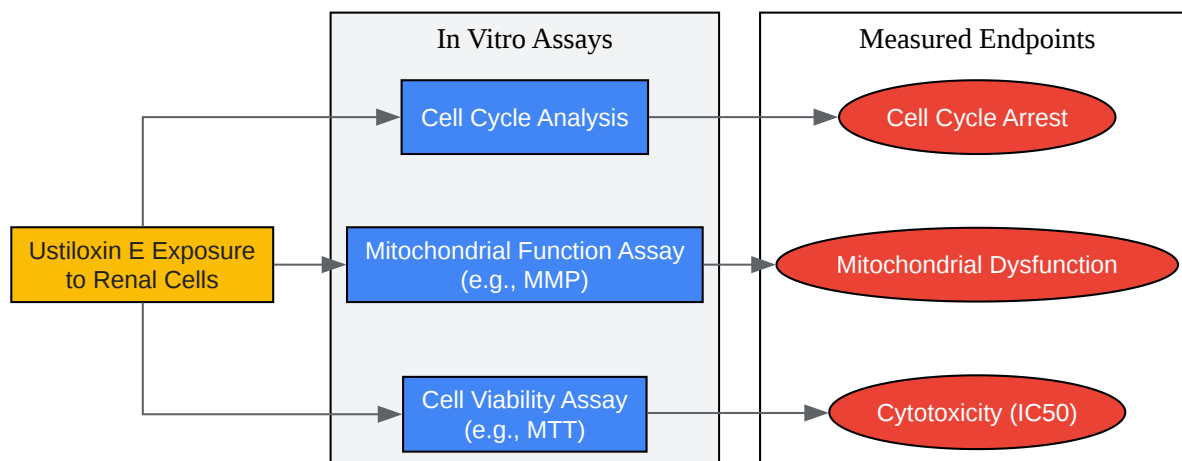 In Vitro Assays
Measured Endpoints
Cell Cycle Analysis
Cell Cycle Arrest
Ustiloxin E Exposure
to Renal Cells
Mitochondrial Function Assay
(e.g., MMP)
Mitochondrial Dysfunction
Cell Viability Assay
(e.g., MTT)
Cytotoxicity (IC50)